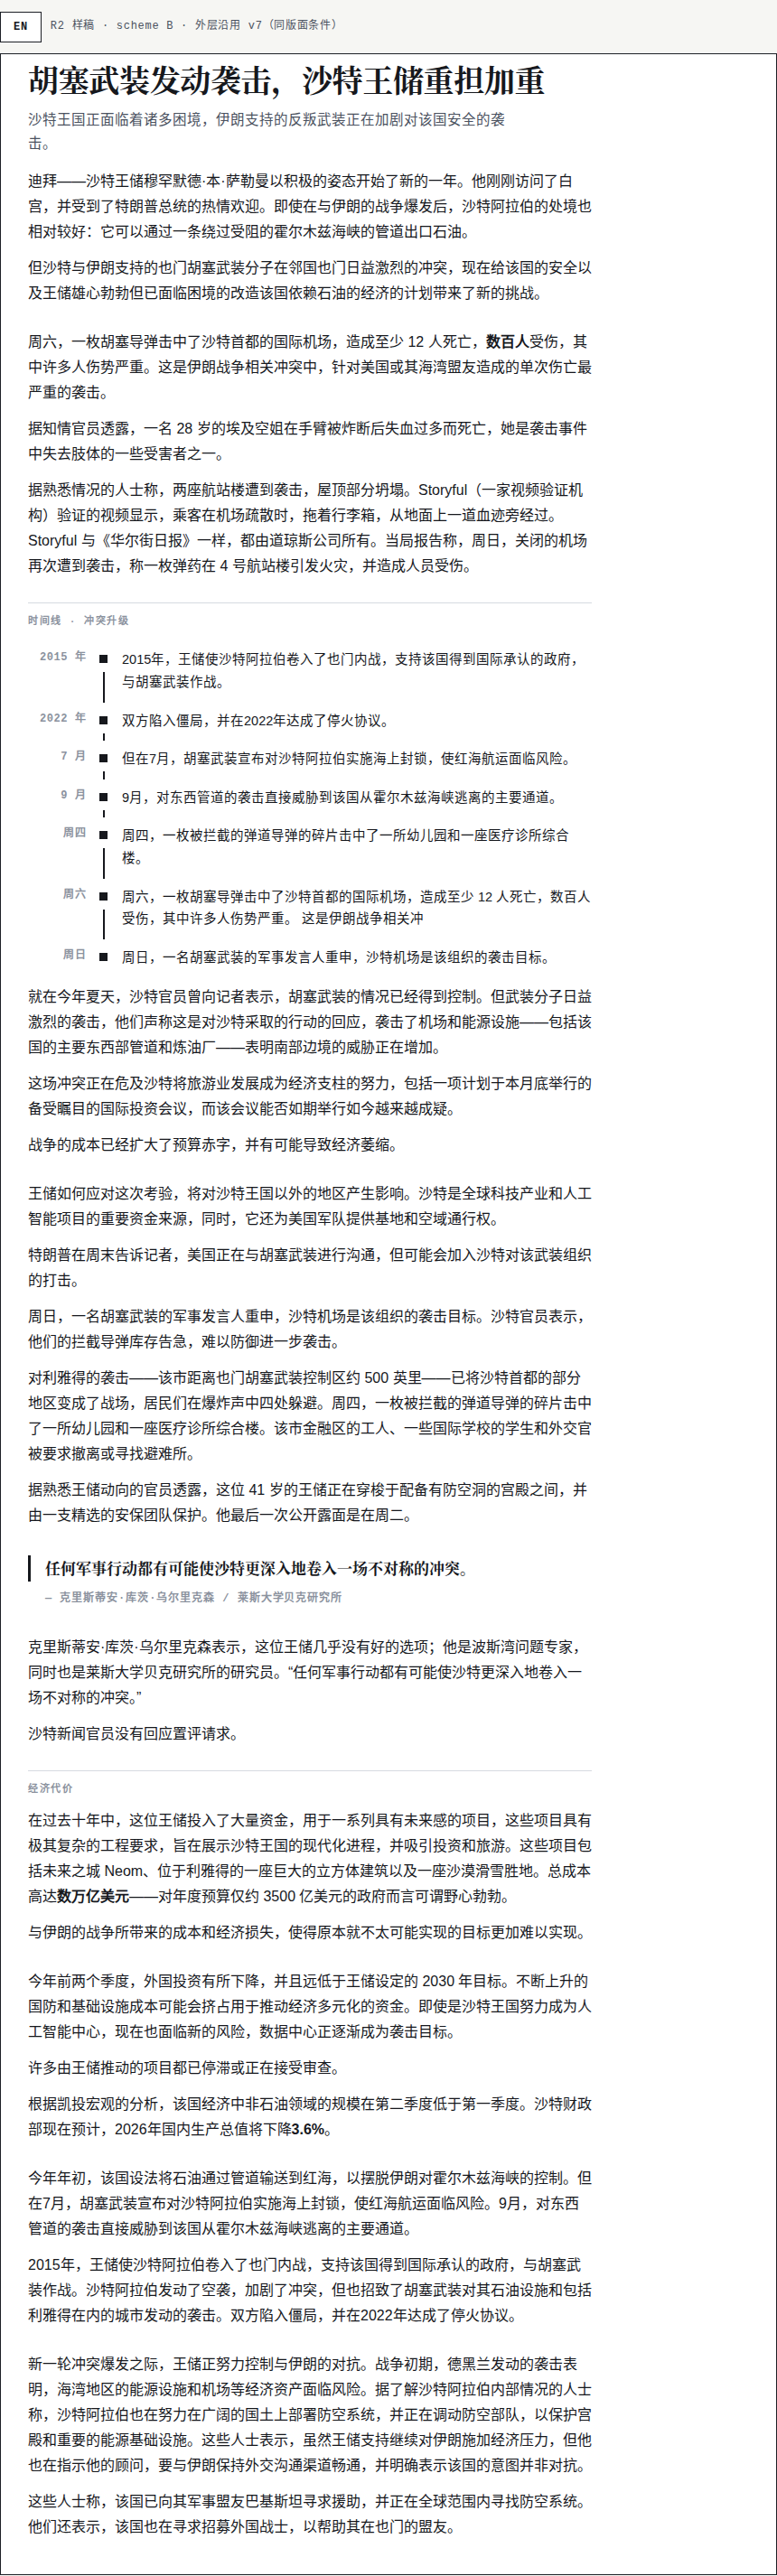 EN R2 样稿 · scheme B · 外层沿用 v7（同版面条件）
胡塞武装发动袭击，沙特王储重担加重
沙特王国正面临着诸多困境，伊朗支持的反叛武装正在加剧对该国安全的袭
击。
迪拜——沙特王储穆罕默德·本·萨勒曼以积极的姿态开始了新的一年。他刚刚访问了白
宫，并受到了特朗普总统的热情欢迎。即使在与伊朗的战争爆发后，沙特阿拉伯的处境也
相对较好：它可以通过一条绕过受阻的霍尔木兹海峡的管道出口石油。
但沙特与伊朗支持的也门胡塞武装分子在邻国也门日益激烈的冲突，现在给该国的安全以
及王储雄心勃勃但已面临困境的改造该国依赖石油的经济的计划带来了新的挑战。
周六，一枚胡塞导弹击中了沙特首都的国际机场，造成至少 12 人死亡，数百人受伤，其
中许多人伤势严重。这是伊朗战争相关冲突中，针对美国或其海湾盟友造成的单次伤亡最
严重的袭击。
据知情官员透露，一名 28 岁的埃及空姐在手臂被炸断后失血过多而死亡，她是袭击事件
中失去肢体的一些受害者之一。
据熟悉情况的人士称，两座航站楼遭到袭击，屋顶部分坍塌。Storyful（一家视频验证机
构）验证的视频显示，乘客在机场疏散时，拖着行李箱，从地面上一道血迹旁经过。
Storyful 与《华尔街日报》一样，都由道琼斯公司所有。当局报告称，周日，关闭的机场
再次遭到袭击，称一枚弹药在 4 号航站楼引发火灾，并造成人员受伤。
时间线 · 冲突升级
2015 年 2015年，王储使沙特阿拉伯卷入了也门内战，支持该国得到国际承认的政府，
与胡塞武装作战。
2022 年 双方陷入僵局，并在2022年达成了停火协议。
7 月 但在7月，胡塞武装宣布对沙特阿拉伯实施海上封锁，使红海航运面临风险。
9 月 9月，对东西管道的袭击直接威胁到该国从霍尔木兹海峡逃离的主要通道。
周四 周四，一枚被拦截的弹道导弹的碎片击中了一所幼儿园和一座医疗诊所综合
楼。
周六 周六，一枚胡塞导弹击中了沙特首都的国际机场，造成至少 12 人死亡，数百人
受伤，其中许多人伤势严重。 这是伊朗战争相关冲
周日 周日，一名胡塞武装的军事发言人重申，沙特机场是该组织的袭击目标。
就在今年夏天，沙特官员曾向记者表示，胡塞武装的情况已经得到控制。但武装分子日益
激烈的袭击，他们声称这是对沙特采取的行动的回应，袭击了机场和能源设施——包括该
国的主要东西部管道和炼油厂——表明南部边境的威胁正在增加。
这场冲突正在危及沙特将旅游业发展成为经济支柱的努力，包括一项计划于本月底举行的
备受瞩目的国际投资会议，而该会议能否如期举行如今越来越成疑。
战争的成本已经扩大了预算赤字，并有可能导致经济萎缩。
王储如何应对这次考验，将对沙特王国以外的地区产生影响。沙特是全球科技产业和人工
智能项目的重要资金来源，同时，它还为美国军队提供基地和空域通行权。
特朗普在周末告诉记者，美国正在与胡塞武装进行沟通，但可能会加入沙特对该武装组织
的打击。
周日，一名胡塞武装的军事发言人重申，沙特机场是该组织的袭击目标。沙特官员表示，
他们的拦截导弹库存告急，难以防御进一步袭击。
对利雅得的袭击——该市距离也门胡塞武装控制区约 500 英里——已将沙特首都的部分
地区变成了战场，居民们在爆炸声中四处躲避。周四，一枚被拦截的弹道导弹的碎片击中
了一所幼儿园和一座医疗诊所综合楼。该市金融区的工人、一些国际学校的学生和外交官
被要求撤离或寻找避难所。
据熟悉王储动向的官员透露，这位 41 岁的王储正在穿梭于配备有防空洞的宫殿之间，并
由一支精选的安保团队保护。他最后一次公开露面是在周二。
任何军事行动都有可能使沙特更深入地卷入一场不对称的冲突。
— 克里斯蒂安·库茨·乌尔里克森 / 莱斯大学贝克研究所
克里斯蒂安·库茨·乌尔里克森表示，这位王储几乎没有好的选项；他是波斯湾问题专家，
同时也是莱斯大学贝克研究所的研究员。“任何军事行动都有可能使沙特更深入地卷入一
场不对称的冲突。”
沙特新闻官员没有回应置评请求。
经济代价
在过去十年中，这位王储投入了大量资金，用于一系列具有未来感的项目，这些项目具有
极其复杂的工程要求，旨在展示沙特王国的现代化进程，并吸引投资和旅游。这些项目包
括未来之城 Neom、位于利雅得的一座巨大的立方体建筑以及一座沙漠滑雪胜地。总成本
高达数万亿美元——对年度预算仅约 3500 亿美元的政府而言可谓野心勃勃。
与伊朗的战争所带来的成本和经济损失，使得原本就不太可能实现的目标更加难以实现。
今年前两个季度，外国投资有所下降，并且远低于王储设定的 2030 年目标。不断上升的
国防和基础设施成本可能会挤占用于推动经济多元化的资金。即使是沙特王国努力成为人
工智能中心，现在也面临新的风险，数据中心正逐渐成为袭击目标。
许多由王储推动的项目都已停滞或正在接受审查。
根据凯投宏观的分析，该国经济中非石油领域的规模在第二季度低于第一季度。沙特财政
部现在预计，2026年国内生产总值将下降3.6%。
今年年初，该国设法将石油通过管道输送到红海，以摆脱伊朗对霍尔木兹海峡的控制。但
在7月，胡塞武装宣布对沙特阿拉伯实施海上封锁，使红海航运面临风险。9月，对东西
管道的袭击直接威胁到该国从霍尔木兹海峡逃离的主要通道。
2015年，王储使沙特阿拉伯卷入了也门内战，支持该国得到国际承认的政府，与胡塞武
装作战。沙特阿拉伯发动了空袭，加剧了冲突，但也招致了胡塞武装对其石油设施和包括
利雅得在内的城市发动的袭击。双方陷入僵局，并在2022年达成了停火协议。
新一轮冲突爆发之际，王储正努力控制与伊朗的对抗。战争初期，德黑兰发动的袭击表
明，海湾地区的能源设施和机场等经济资产面临风险。据了解沙特阿拉伯内部情况的人士
称，沙特阿拉伯也在努力在广阔的国土上部署防空系统，并正在调动防空部队，以保护宫
殿和重要的能源基础设施。这些人士表示，虽然王储支持继续对伊朗施加经济压力，但他
也在指示他的顾问，要与伊朗保持外交沟通渠道畅通，并明确表示该国的意图并非对抗。
这些人士称，该国已向其军事盟友巴基斯坦寻求援助，并正在全球范围内寻找防空系统。
他们还表示，该国也在寻求招募外国战士，以帮助其在也门的盟友。